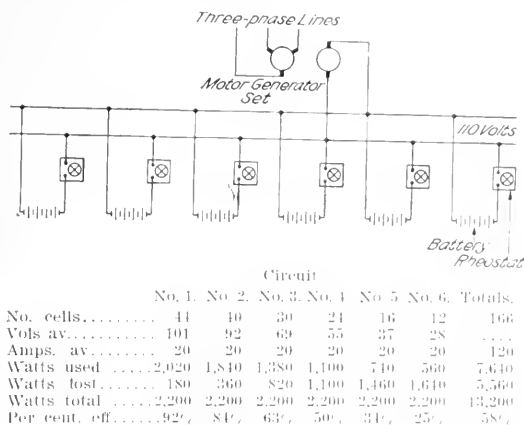 Three-phase Lines
Motor Generator
Set
110 Volts
Battery
Rheostat
Circuit
No. 1. No 2. No. 3. No. 4 No 5 No. 6. Totals.
No. cells......... 44 40 30 24 16 12 166
Vols av.......... 101 92 69 55 37 28 ....
Amps. av........ 20 20 20 20 20 20 120
Watts used .....2,020 1,840 1,380 1,100 740 560 7,640
Watts lost...... 180 360 820 1,100 1,460 1,640 5,560
Watts total .....2,200 2,200 2,200 2,200 2,200 2,200 13,200
Per cent. eff......92% 84% 63% 50% 34% 25% 58%